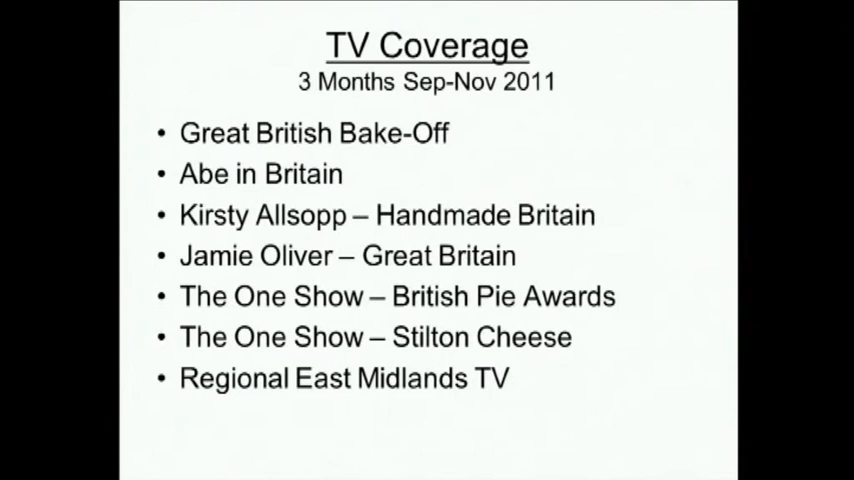 TV Coverage
3 Months Sep-Nov 2011
• Great British Bake-Off
• Abe in Britain
• Kirsty Allsopp – Handmade Britain
• Jamie Oliver – Great Britain
• The One Show – British Pie Awards
• The One Show – Stilton Cheese
• Regional East Midlands TV